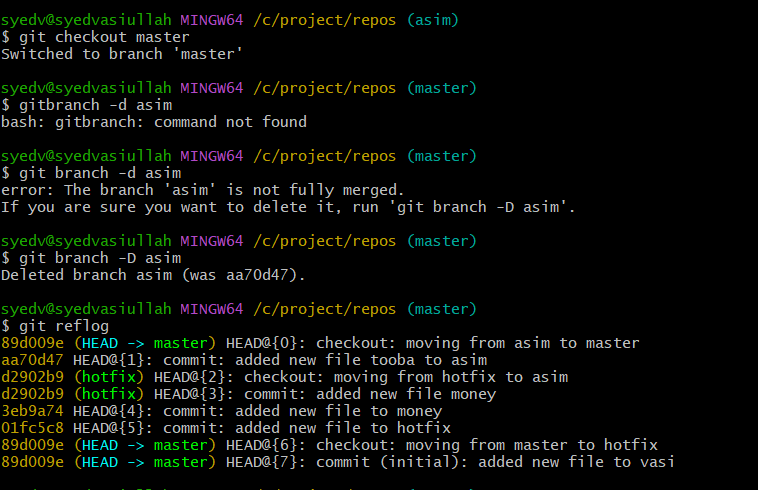 syedv@syedvasiullah MINGW64 /c/project/repos (asim)
$ git checkout master
Switched to branch 'master'
syedv@syedvasiullah MINGW64 /c/project/repos (master)
$ gitbranch -d asim
bash: gitbranch: command not found
syedv@syedvasiullah MINGW64 /c/project/repos (master)
$ git branch -d asim
error: The branch 'asim' is not fully merged.
If you are sure you want to delete it, run 'git branch -D asim'.
syedv@syedvasiullah MINGW64 /c/project/repos (master)
$ git branch -D asim
Deleted branch asim (was aa70d47).
syedv@syedvasiullah MINGW64 /c/project/repos (master)
$ git reflog
89d009e (HEAD -> master) HEAD@{0}: checkout: moving from asim to master
aa70d47 HEAD@{1}: commit: added new file tooba to asim
d2902b9 (hotfix) HEAD@{2}: checkout: moving from hotfix to asim
d2902b9 (hotfix) HEAD@{3}: commit: added new file money
3eb9a74 HEAD@{4}: commit: added new file to money
01fc5c8 HEAD@{5}: commit: added new file to hotfix
89d009e (HEAD -> master) HEAD@{6}: checkout: moving from master to hotfix
89d009e (HEAD -> master) HEAD@{7}: commit (initial): added new file to vasi